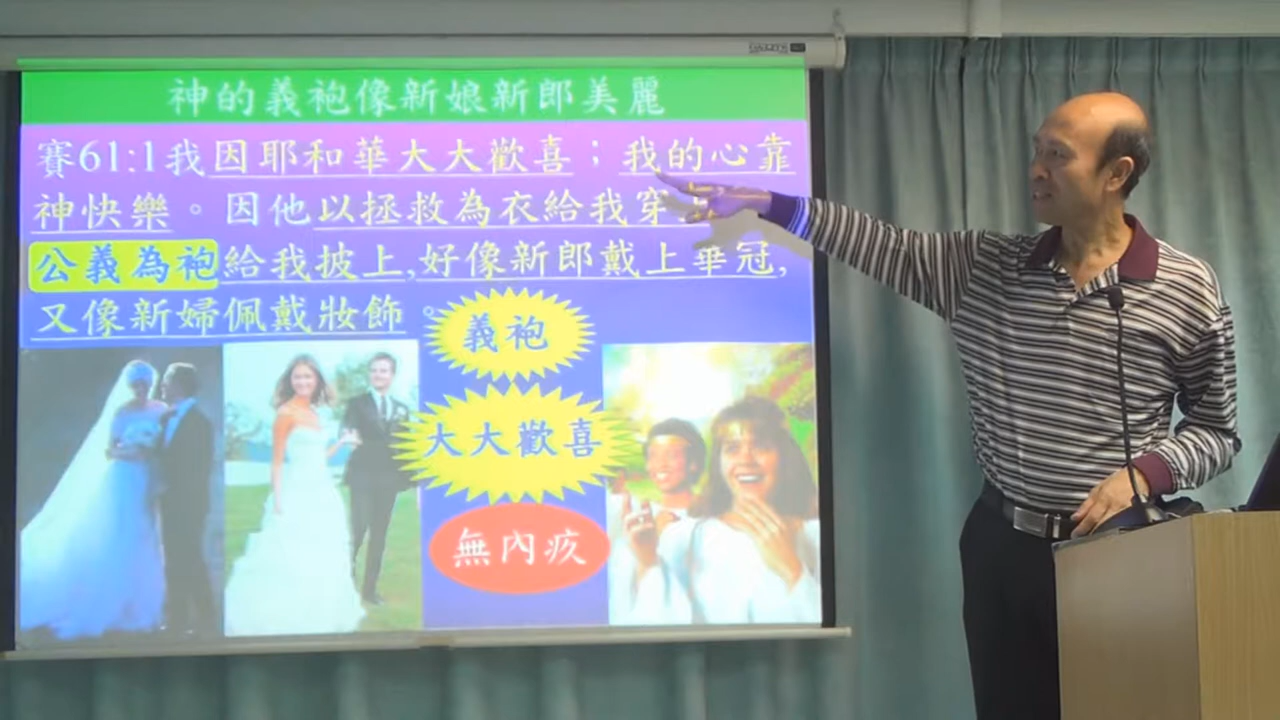 神的義袍像新娘新郎美麗
賽61:1我因耶和華大大歡喜；我的心靠
神快樂。因他以拯救為衣給我穿
公義為袍給我披上,好像新郎戴上華冠,
又像新婦佩戴妝飾。
義袍
大大歡喜
無內疚